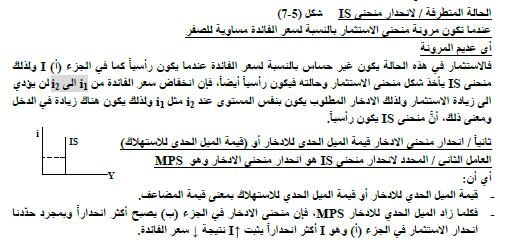 الحالة المتطرفة / لانحدار منحنى IS شكل (5-7)
عندما تكون مرونة منحنى الاستثمار بالنسبة لسعر الفائدة مساوية للصفر
أي عديم المرونة
فالاستثمار في هذه الحالة يكون غير حساس بالنسبة لسعر الفائدة عندما يكون رأسياً كما في الجزء (أ) I ولذلك
منحنى IS يأخذ شكل منحنى الاستثمار وحالته فيكون رأسياً أيضاً، فإن انخفاض سعر الفائدة من i1 الى i2 لن يؤدي
الى زيادة الاستثمار ولذلك الادخار المطلوب يكون بنفس المستوى عند i2 مثل i1 ولذلك يكون هناك زيادة في الدخل
ومعنى ذلك، أنَّ منحنى IS يكون رأسياً.
i
IS
Y
ثانياً / انحدار منحنى الادخار قيمة الميل الحدي للادخار أو (قيمة الميل الحدي للاستهلاك)
العامل الثاني / المحدد لانحدار منحنى IS هو انحدار منحنى الادخار وهو MPS
أي أن:
- قيمة الميل الحدي للادخار أو قيمة الميل الحدي للاستهلاك بمعنى قيمة المضاعف.
- فكلما زاد الميل الحدي للادخار MPS، فإن منحنى الادخار في الجزء (ب) يصبح أكثر انحداراً وبمجرد حدّدنا
انحدار الاستثمار في الجزء (أ) وهو I أكثر انحداراً يثبت I↑ نتيجة ↓ سعر الفائدة.